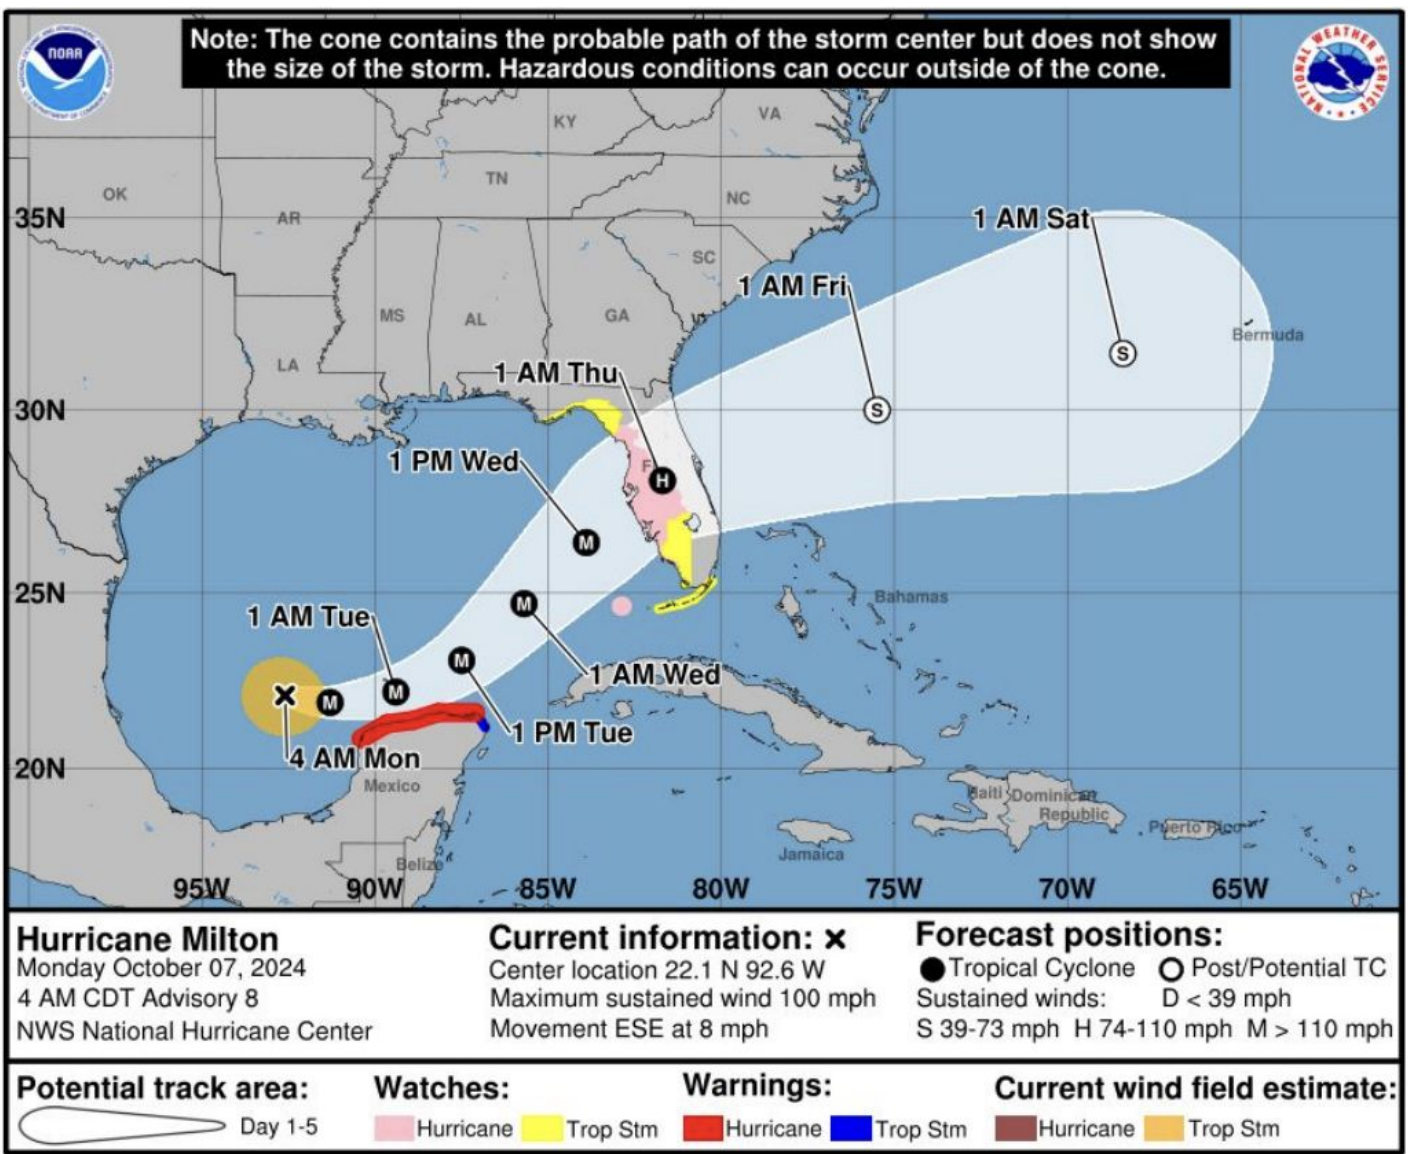 Note: The cone contains the probable path of the storm center but does not show
the size of the storm. Hazardous conditions can occur outside of the cone.
NOAA
NATIONAL WEATHER SERVICE
KY
VA
OK
TN
NC
AR
35N
1 AM Sat
SC
1 AM Fri
MS
AL
GA
Bermuda
LA
S
1 AM Thu
30N
S
1 PM Wed
F
H
M
25N
Bahamas
1 AM Tue
M
M
1 AM Wed
M
M
1 PM Tue
4 AM Mon
20N
Mexico
Haiti
Dominican
Republic
Puerto Rico
Jamaica
Belize
95W
90W
85W
80W
75W
70W
65W
Hurricane Milton
Monday October 07, 2024
4 AM CDT Advisory 8
NWS National Hurricane Center
Current information: ×
Center location 22.1 N 92.6 W
Maximum sustained wind 100 mph
Movement ESE at 8 mph
Forecast positions:
Tropical Cyclone
Post/Potential TC
Sustained winds: D < 39 mph
S 39-73 mph H 74-110 mph M > 110 mph
Potential track area:
Day 1-5
Watches:
Hurricane
Trop Stm
Warnings:
Hurricane
Trop Stm
Current wind field estimate:
Hurricane
Trop Stm